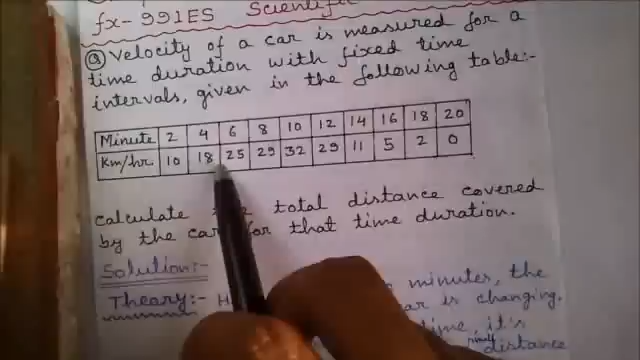 fx-991ES Scientific
Q Velocity of a car is measured for a
time duration with fixed time
intervals, given in the following table:-
Minute 2 4 6 8 10 12 14 16 18 20
Km/hr. 10 18 25 29 32 29 11 5 2 0
calculate total distance covered
by the car for that time duration.
Solution:-
Theory:- minutes, the
is changing.
time, it's
distance